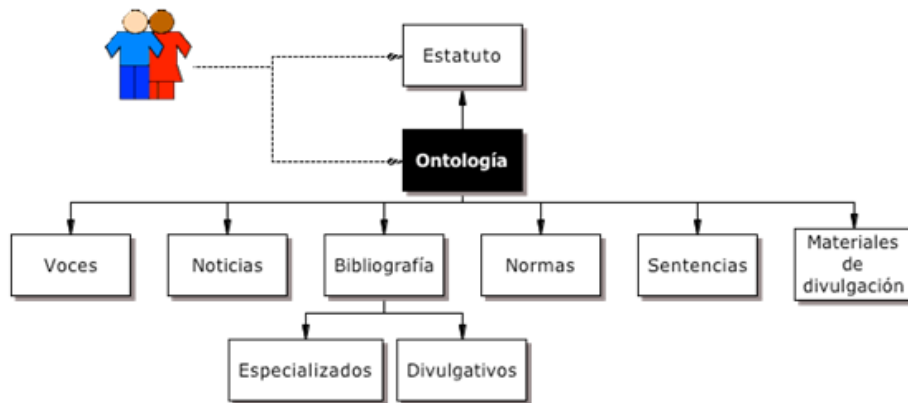 Estatuto
Ontología
Voces
Noticias
Bibliografía
Normas
Sentencias
Materiales
de
divulgación
Especializados
Divulgativos